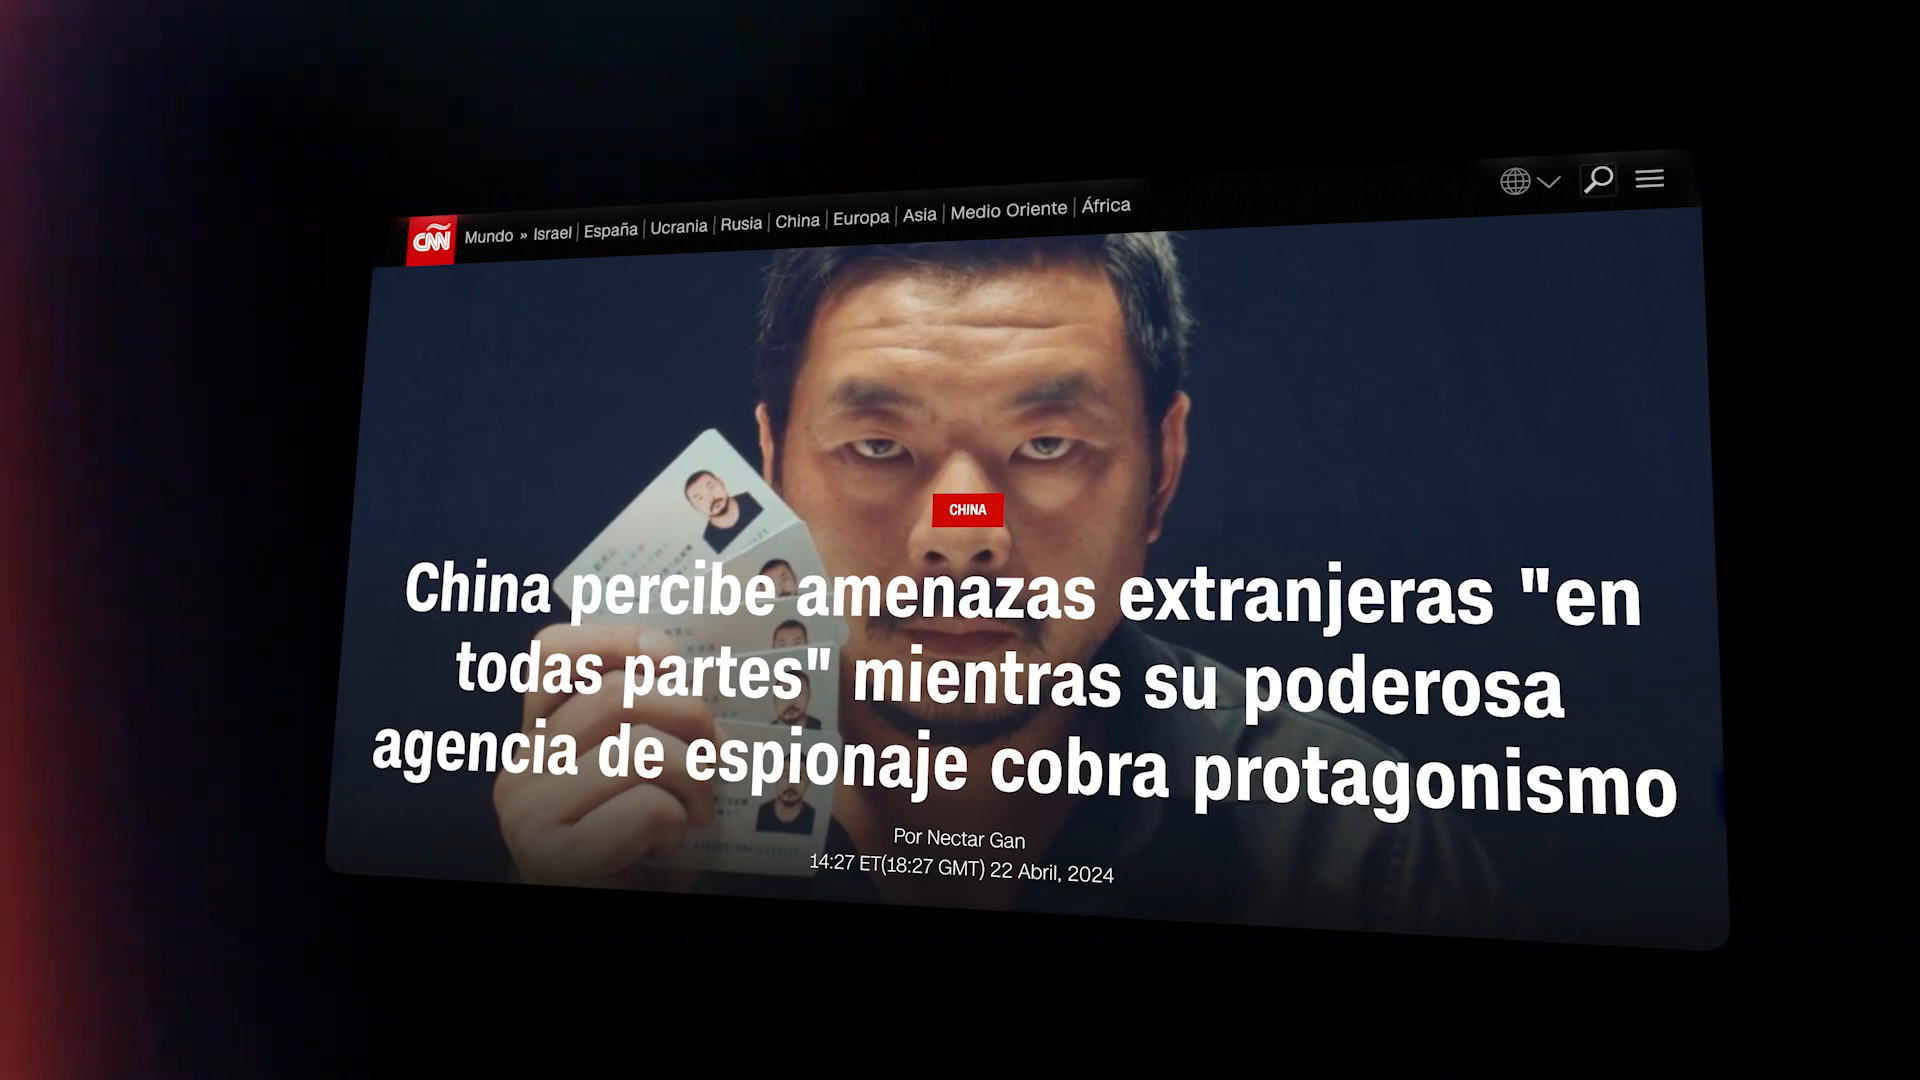 CNN
Mundo » Israel | España | Ucrania | Rusia | China | Europa | Asia | Medio Oriente | África
CHINA
China percibe amenazas extranjeras "en
todas partes" mientras su poderosa
agencia de espionaje cobra protagonismo
Por Nectar Gan
14:27 ET(18:27 GMT) 22 Abril, 2024